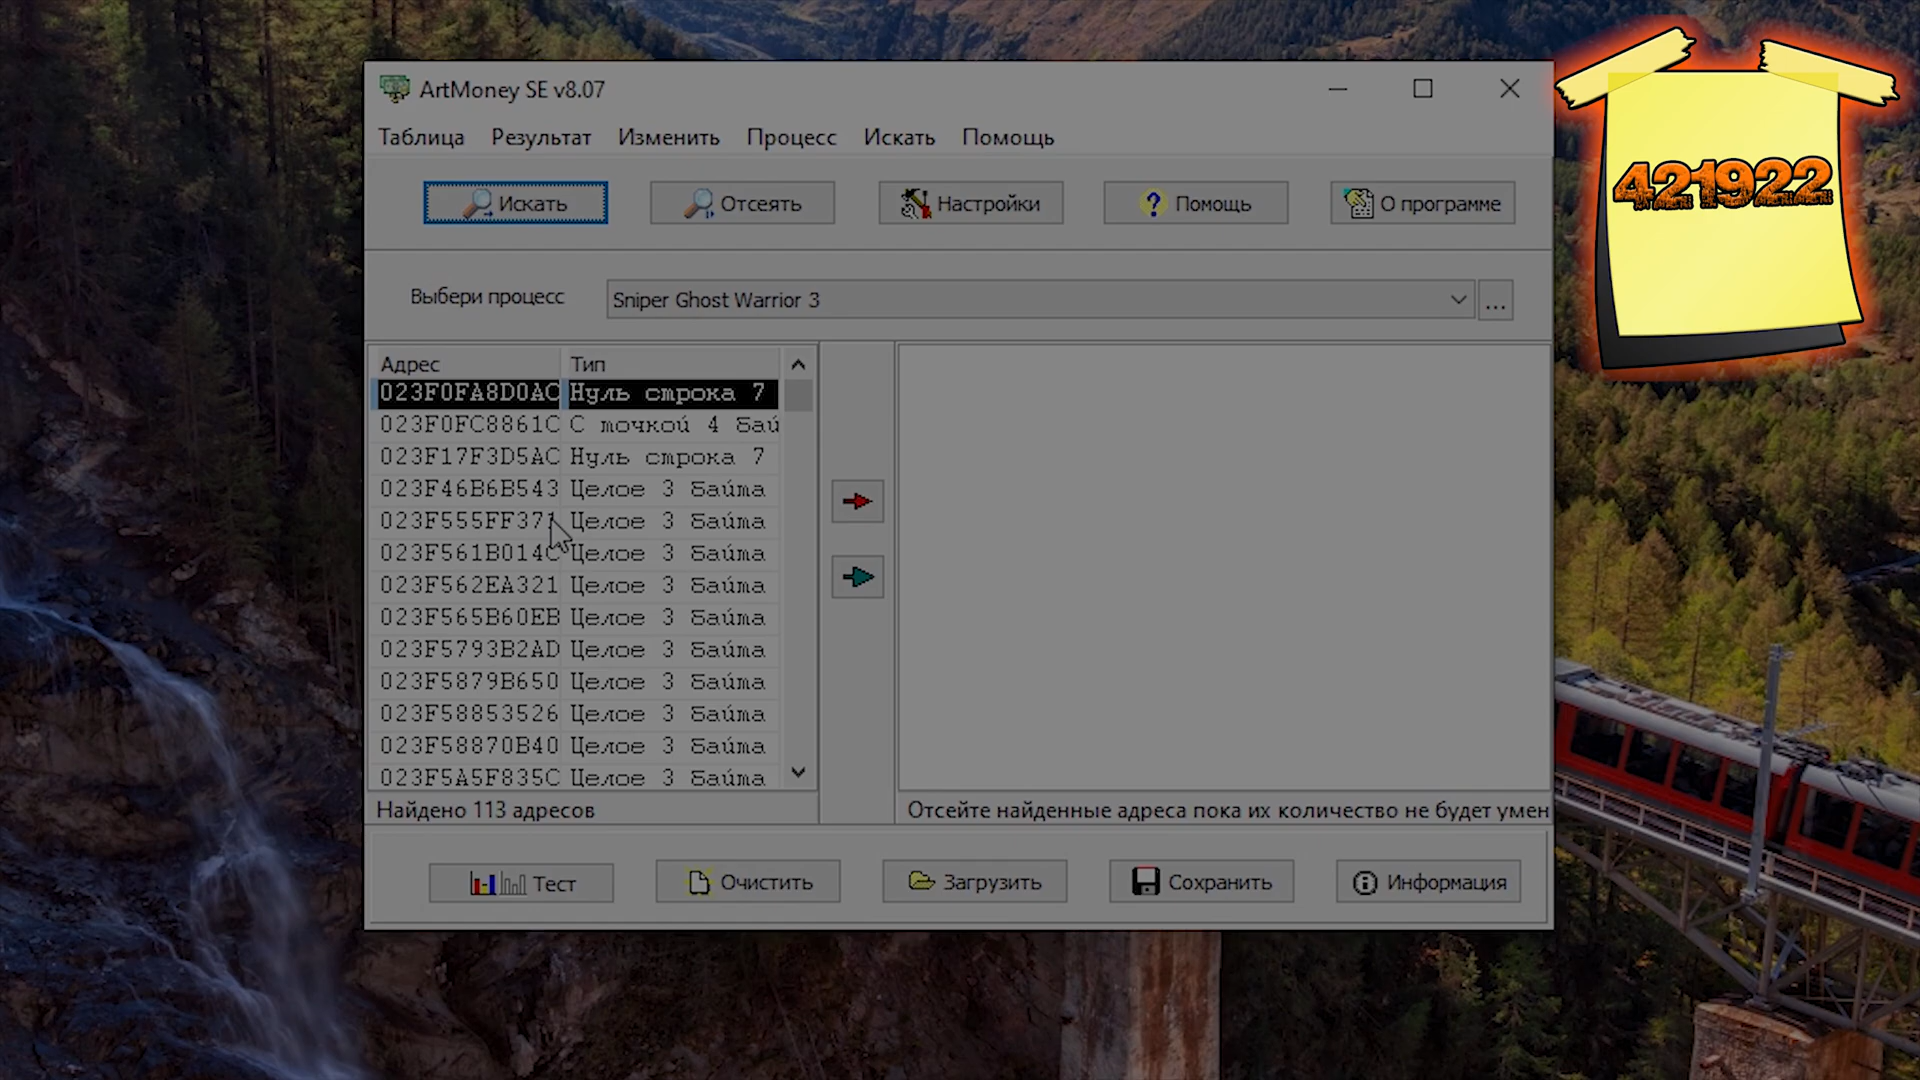 ArtMoney SE v8.07
Таблица Результат Изменить Процесс Искать Помощь
Искать Отсеять Настройки ? Помощь О программе
421922
Выбери процесс Sniper Ghost Warrior 3 ...
Адрес Тип
023F0FA8D0AC Нуль строка 7
023F0FC8861C С точкой 4 бай
023F17F3D5AC Нуль строка 7
023F46B6B543 Целое 3 байта
023F555FF371 Целое 3 байта
023F561B014C Целое 3 байта
023F562EA321 Целое 3 байта
023F565B60EB Целое 3 байта
023F5793B2AD Целое 3 байта
023F5879B650 Целое 3 байта
023F58853526 Целое 3 байта
023F58870B40 Целое 3 байта
023F5A5F835C Целое 3 байта
Найдено 113 адресов
Отсейте найденные адреса пока их количество не будет умен
Тест Очистить Загрузить Сохранить Информация